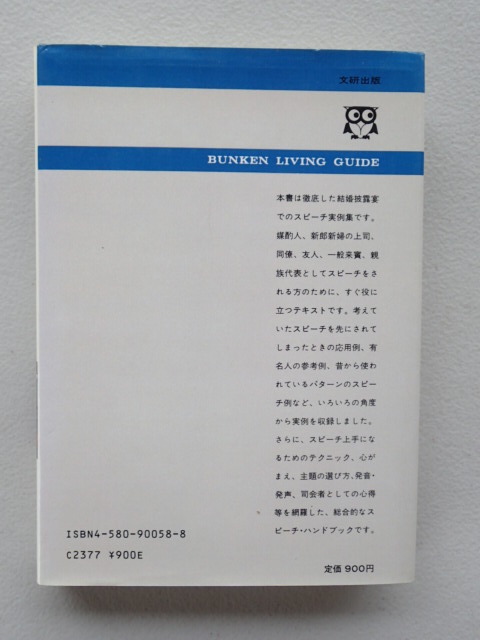 文研出版
BUNKEN LIVING GUIDE
本書は徹底した結婚披露宴
でのスピーチ実例集です。
媒酌人、新郎新婦の上司、
同僚、友人、一般来賓、親
族代表としてスピーチをさ
れる方のために、すぐ役に
立つテキストです。考えて
いたスピーチを先にされて
しまったときの応用例、有
名人の参考例、昔から使わ
れているパターンのスピー
チ例など、いろいろの角度
から実例を収録しました。
さらに、スピーチ上手にな
るためのテクニック、心が
まえ、主題の選び方、発音・
発声、司会者としての心得
等を網羅した、総合的なス
ピーチ・ハンドブックです。
ISBN4-580-90058-8
C2377 ¥900E
定価 900円